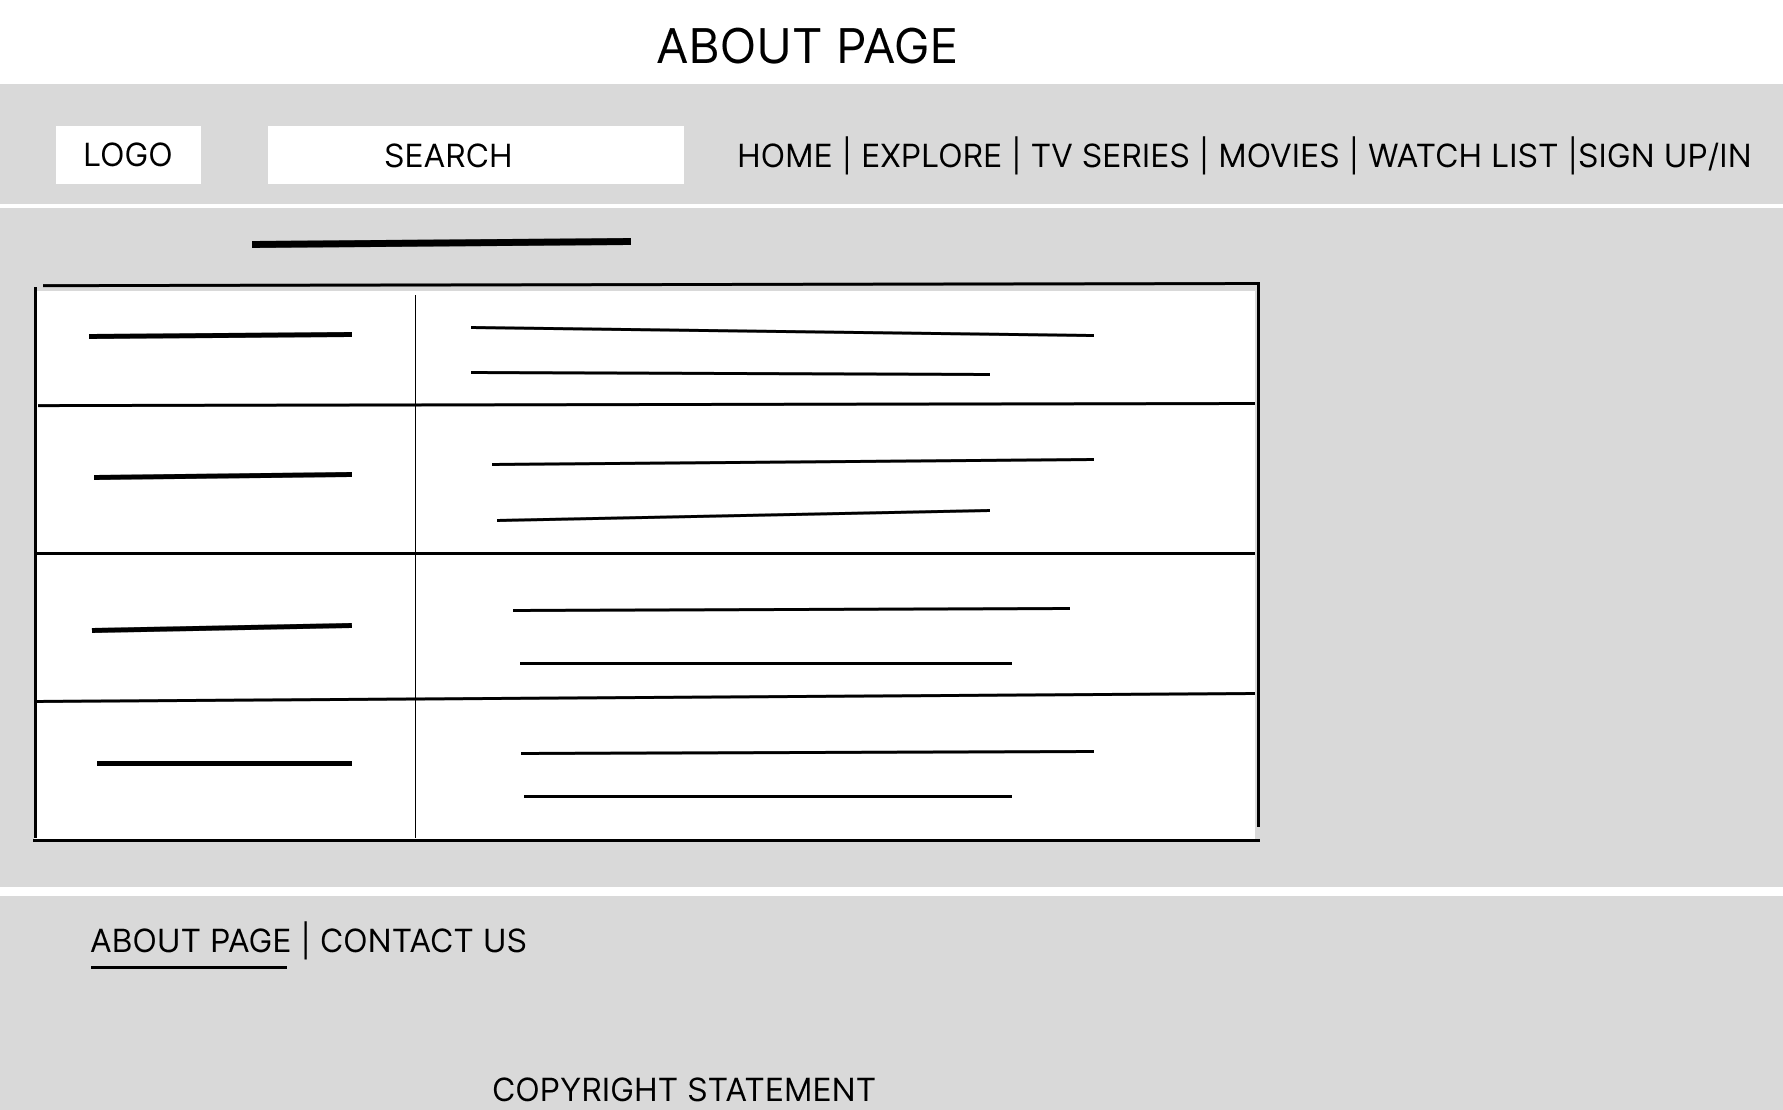 ABOUT PAGE
LOGO
SEARCH
HOME | EXPLORE | TV SERIES | MOVIES | WATCH LIST |SIGN UP/IN
ABOUT PAGE | CONTACT US
COPYRIGHT STATEMENT